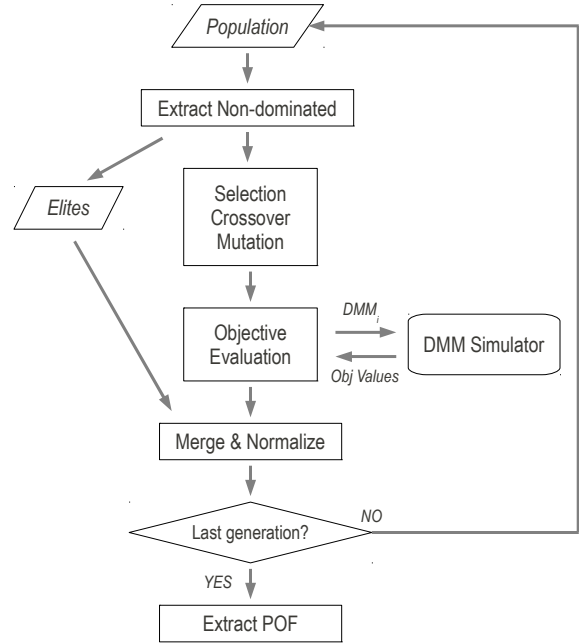 Population
Extract Non-dominated
Elites
Selection
Crossover
Mutation
Objective
Evaluation
DMM_i
Obj Values
DMM Simulator
Merge & Normalize
Last generation?
NO
YES
Extract POF